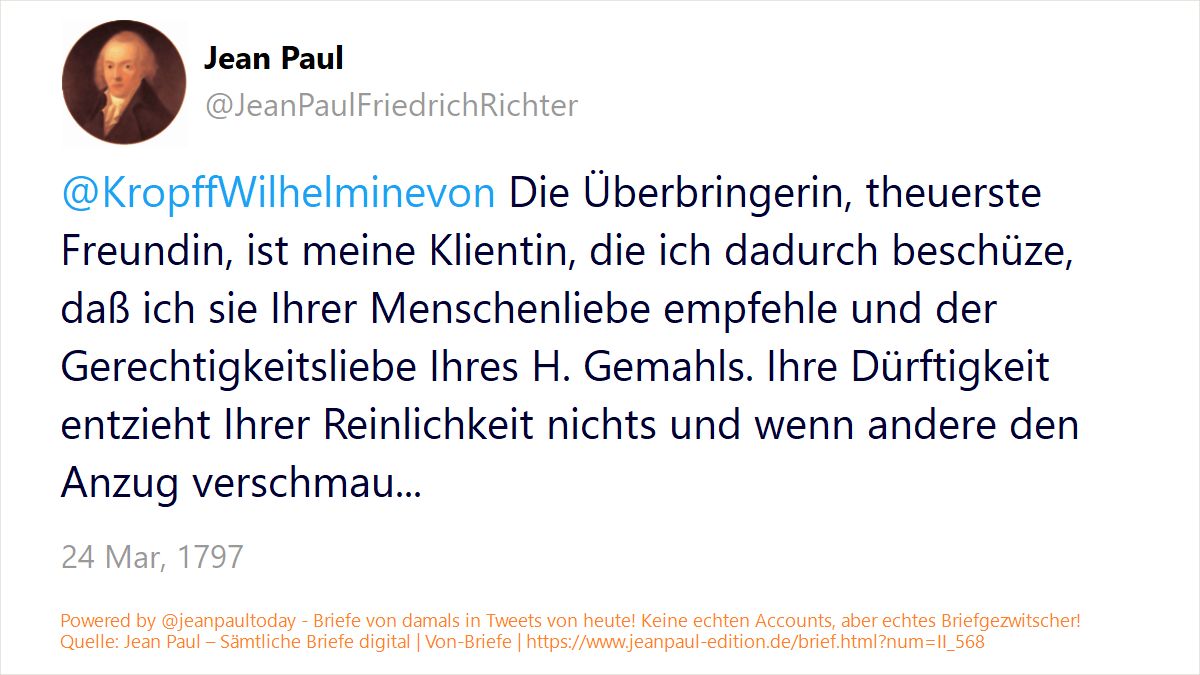 Jean Paul
@JeanPaulFriedrichRichter
@KropffWilhelminevon Die Überbringerin, theuerste
Freundin, ist meine Klientin, die ich dadurch beschüze,
daß ich sie Ihrer Menschenliebe empfehle und der
Gerechtigkeitsliebe Ihres H. Gemahls. Ihre Dürftigkeit
entzieht Ihrer Reinlichkeit nichts und wenn andere den
Anzug verschmau...
24 Mar, 1797
Powered by @jeanpaultoday - Briefe von damals in Tweets von heute! Keine echten Accounts, aber echtes Briefgezwitscher!
Quelle: Jean Paul – Sämtliche Briefe digital | Von-Briefe | https://www.jeanpaul-edition.de/brief.html?num=II_568